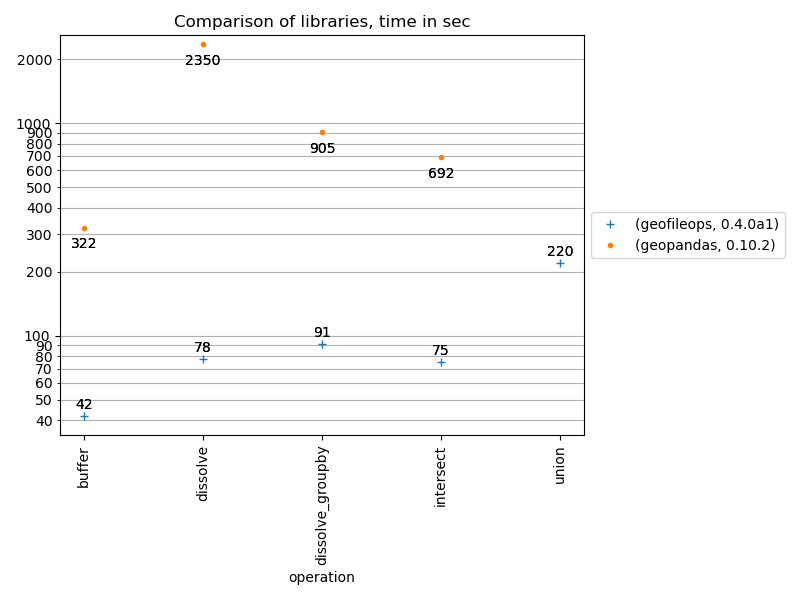 Comparison of libraries, time in sec
2000
1000
900
800
700
600
500
400
300
200
100
90
80
70
60
50
40
2350
905
692
322
220
91
78
75
42
(geofileops, 0.4.0a1)
(geopandas, 0.10.2)
buffer
dissolve
dissolve_groupby
intersect
union
operation